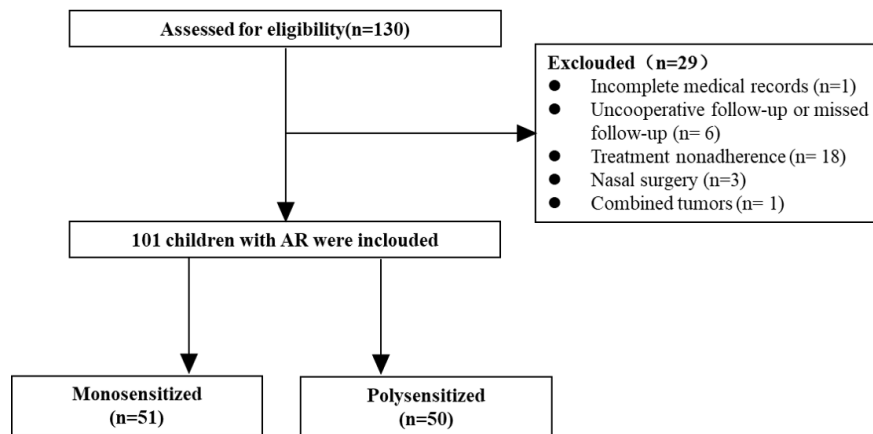 Assessed for eligibility(n=130)
Exclouded（n=29）
● Incomplete medical records (n=1)
● Uncooperative follow-up or missed
follow-up (n= 6)
● Treatment nonadherence (n= 18)
● Nasal surgery (n=3)
● Combined tumors (n= 1)
101 children with AR were inclouded
Monosensitized
(n=51)
Polysensitized
(n=50)